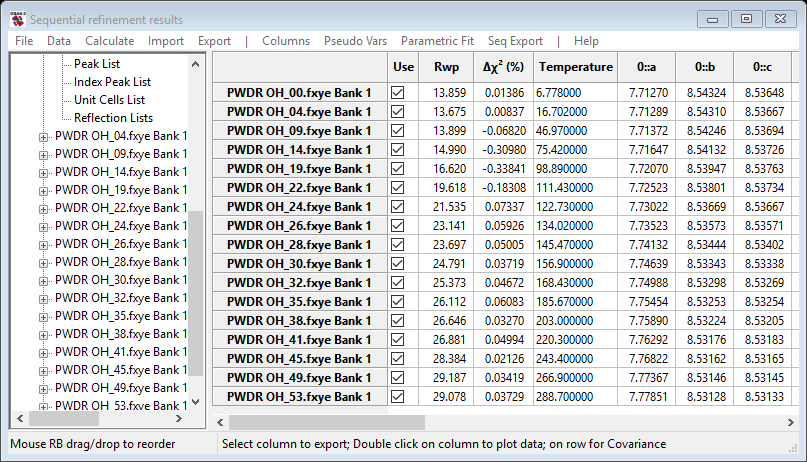 Sequential refinement results
File Data Calculate Import Export | Columns Pseudo Vars Parametric Fit Seq Export | Help
Peak List
Index Peak List
Unit Cells List
Reflection Lists
PWDR OH_04.fxye Bank 1
PWDR OH_09.fxye Bank 1
PWDR OH_14.fxye Bank 1
PWDR OH_19.fxye Bank 1
PWDR OH_22.fxye Bank 1
PWDR OH_24.fxye Bank 1
PWDR OH_26.fxye Bank 1
PWDR OH_28.fxye Bank 1
PWDR OH_30.fxye Bank 1
PWDR OH_32.fxye Bank 1
PWDR OH_35.fxye Bank 1
PWDR OH_38.fxye Bank 1
PWDR OH_41.fxye Bank 1
PWDR OH_45.fxye Bank 1
PWDR OH_49.fxye Bank 1
PWDR OH_53.fxye Bank 1
Use Rwp Δχ² (%) Temperature 0::a 0::b 0::c
PWDR OH_00.fxye Bank 1 13.859 0.01386 6.778000 7.71270 8.54324 8.53648
PWDR OH_04.fxye Bank 1 13.675 0.00837 16.702000 7.71289 8.54310 8.53667
PWDR OH_09.fxye Bank 1 13.899 -0.06820 46.970000 7.71372 8.54246 8.53694
PWDR OH_14.fxye Bank 1 14.990 -0.30980 75.420000 7.71647 8.54132 8.53726
PWDR OH_19.fxye Bank 1 16.620 -0.33841 98.890000 7.72070 8.53947 8.53763
PWDR OH_22.fxye Bank 1 19.618 -0.18308 111.430000 7.72523 8.53801 8.53734
PWDR OH_24.fxye Bank 1 21.535 0.07337 122.730000 7.73022 8.53669 8.53667
PWDR OH_26.fxye Bank 1 23.141 0.05926 134.020000 7.73523 8.53573 8.53571
PWDR OH_28.fxye Bank 1 23.697 0.05005 145.470000 7.74132 8.53444 8.53402
PWDR OH_30.fxye Bank 1 24.791 0.03719 156.900000 7.74639 8.53343 8.53338
PWDR OH_32.fxye Bank 1 25.373 0.04672 168.430000 7.74988 8.53298 8.53269
PWDR OH_35.fxye Bank 1 26.112 0.06083 185.670000 7.75454 8.53253 8.53254
PWDR OH_38.fxye Bank 1 26.646 0.03270 203.000000 7.75890 8.53224 8.53205
PWDR OH_41.fxye Bank 1 26.881 0.04994 220.300000 7.76292 8.53176 8.53183
PWDR OH_45.fxye Bank 1 28.384 0.02126 243.400000 7.76822 8.53162 8.53165
PWDR OH_49.fxye Bank 1 29.187 0.03419 266.900000 7.77367 8.53146 8.53145
PWDR OH_53.fxye Bank 1 29.078 0.03729 288.700000 7.77851 8.53128 8.53133
Mouse RB drag/drop to reorder
Select column to export; Double click on column to plot data; on row for Covariance